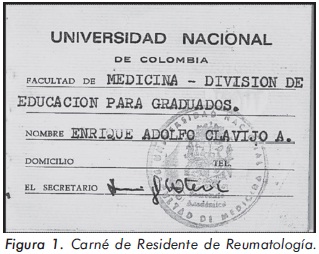 UNIVERSIDAD NACIONAL
DE COLOMBIA
FACULTAD DE MEDICINA - DIVISION DE
EDUCACION PARA GRADUADOS.
NOMBRE ENRIQUE ADOLFO CLAVIJO A.
DOMICILIO TEL.
EL SECRETARIO
Figura 1. Carné de Residente de Reumatología.